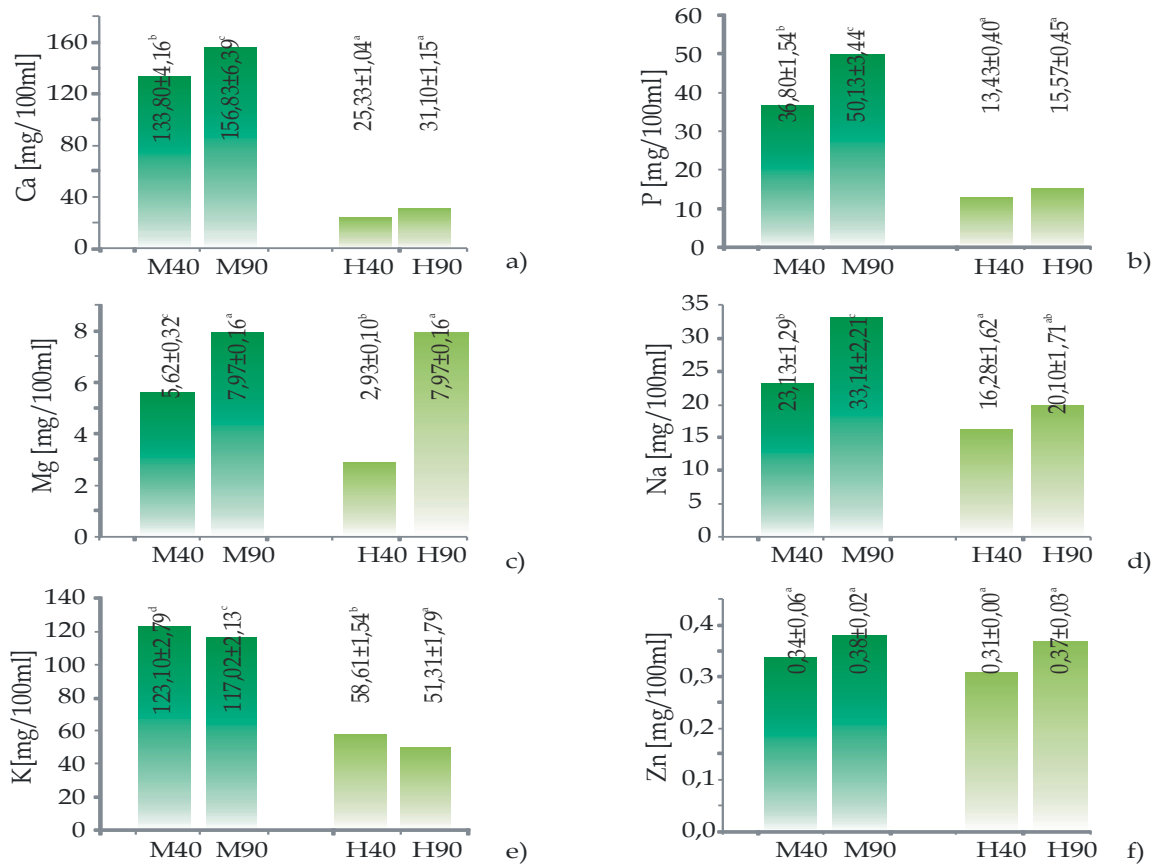 Ca [mg/100ml]
160
120
80
40
0
133,80±4,16ᵇ
156,83±6,39ᶜ
25,33±1,04ᵃ
31,10±1,15ᵃ
M40 M90 H40 H90
a)
P [mg/100ml]
60
50
40
30
20
10
0
36,80±1,54ᵇ
50,13±3,44ᶜ
13,43±0,40ᵃ
15,57±0,45ᵃ
M40 M90 H40 H90
b)
Mg [mg/100ml]
8
6
4
2
0
5,62±0,32ᶜ
7,97±0,16ᵃ
2,93±0,10ᵇ
7,97±0,16ᵃ
M40 M90 H40 H90
c)
Na [mg/100ml]
35
30
25
20
15
10
5
0
23,13±1,29ᵇ
33,14±2,21ᶜ
16,28±1,62ᵃ
20,10±1,71ᵃᵇ
M40 M90 H40 H90
d)
K[mg/100ml]
140
120
100
80
60
40
20
0
123,10±2,79ᵈ
117,02±2,13ᶜ
58,61±1,54ᵇ
51,31±1,79ᵃ
M40 M90 H40 H90
e)
Zn [mg/100ml]
0,4
0,3
0,2
0,1
0,0
0,34±0,06ᵃ
0,38±0,02ᵃ
0,31±0,00ᵃ
0,37±0,03ᵃ
M40 M90 H40 H90
f)